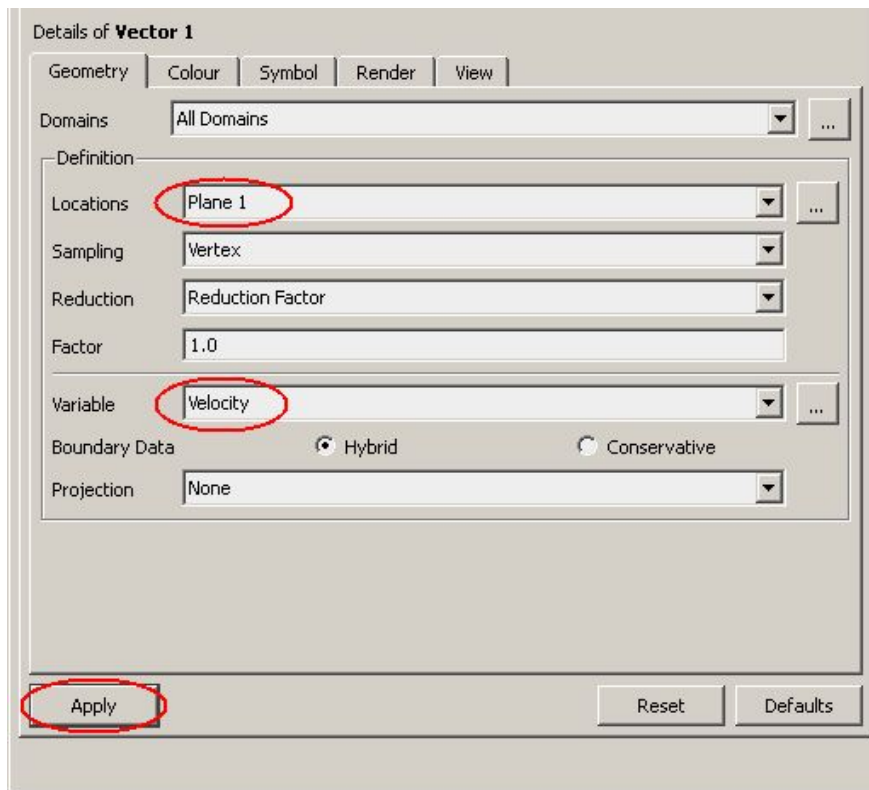 Details of Vector 1
Geometry Colour Symbol Render View
Domains All Domains ...
Definition
Locations Plane 1 ...
Sampling Vertex
Reduction Reduction Factor
Factor 1.0
Variable Velocity ...
Boundary Data Hybrid Conservative
Projection None
Apply Reset Defaults